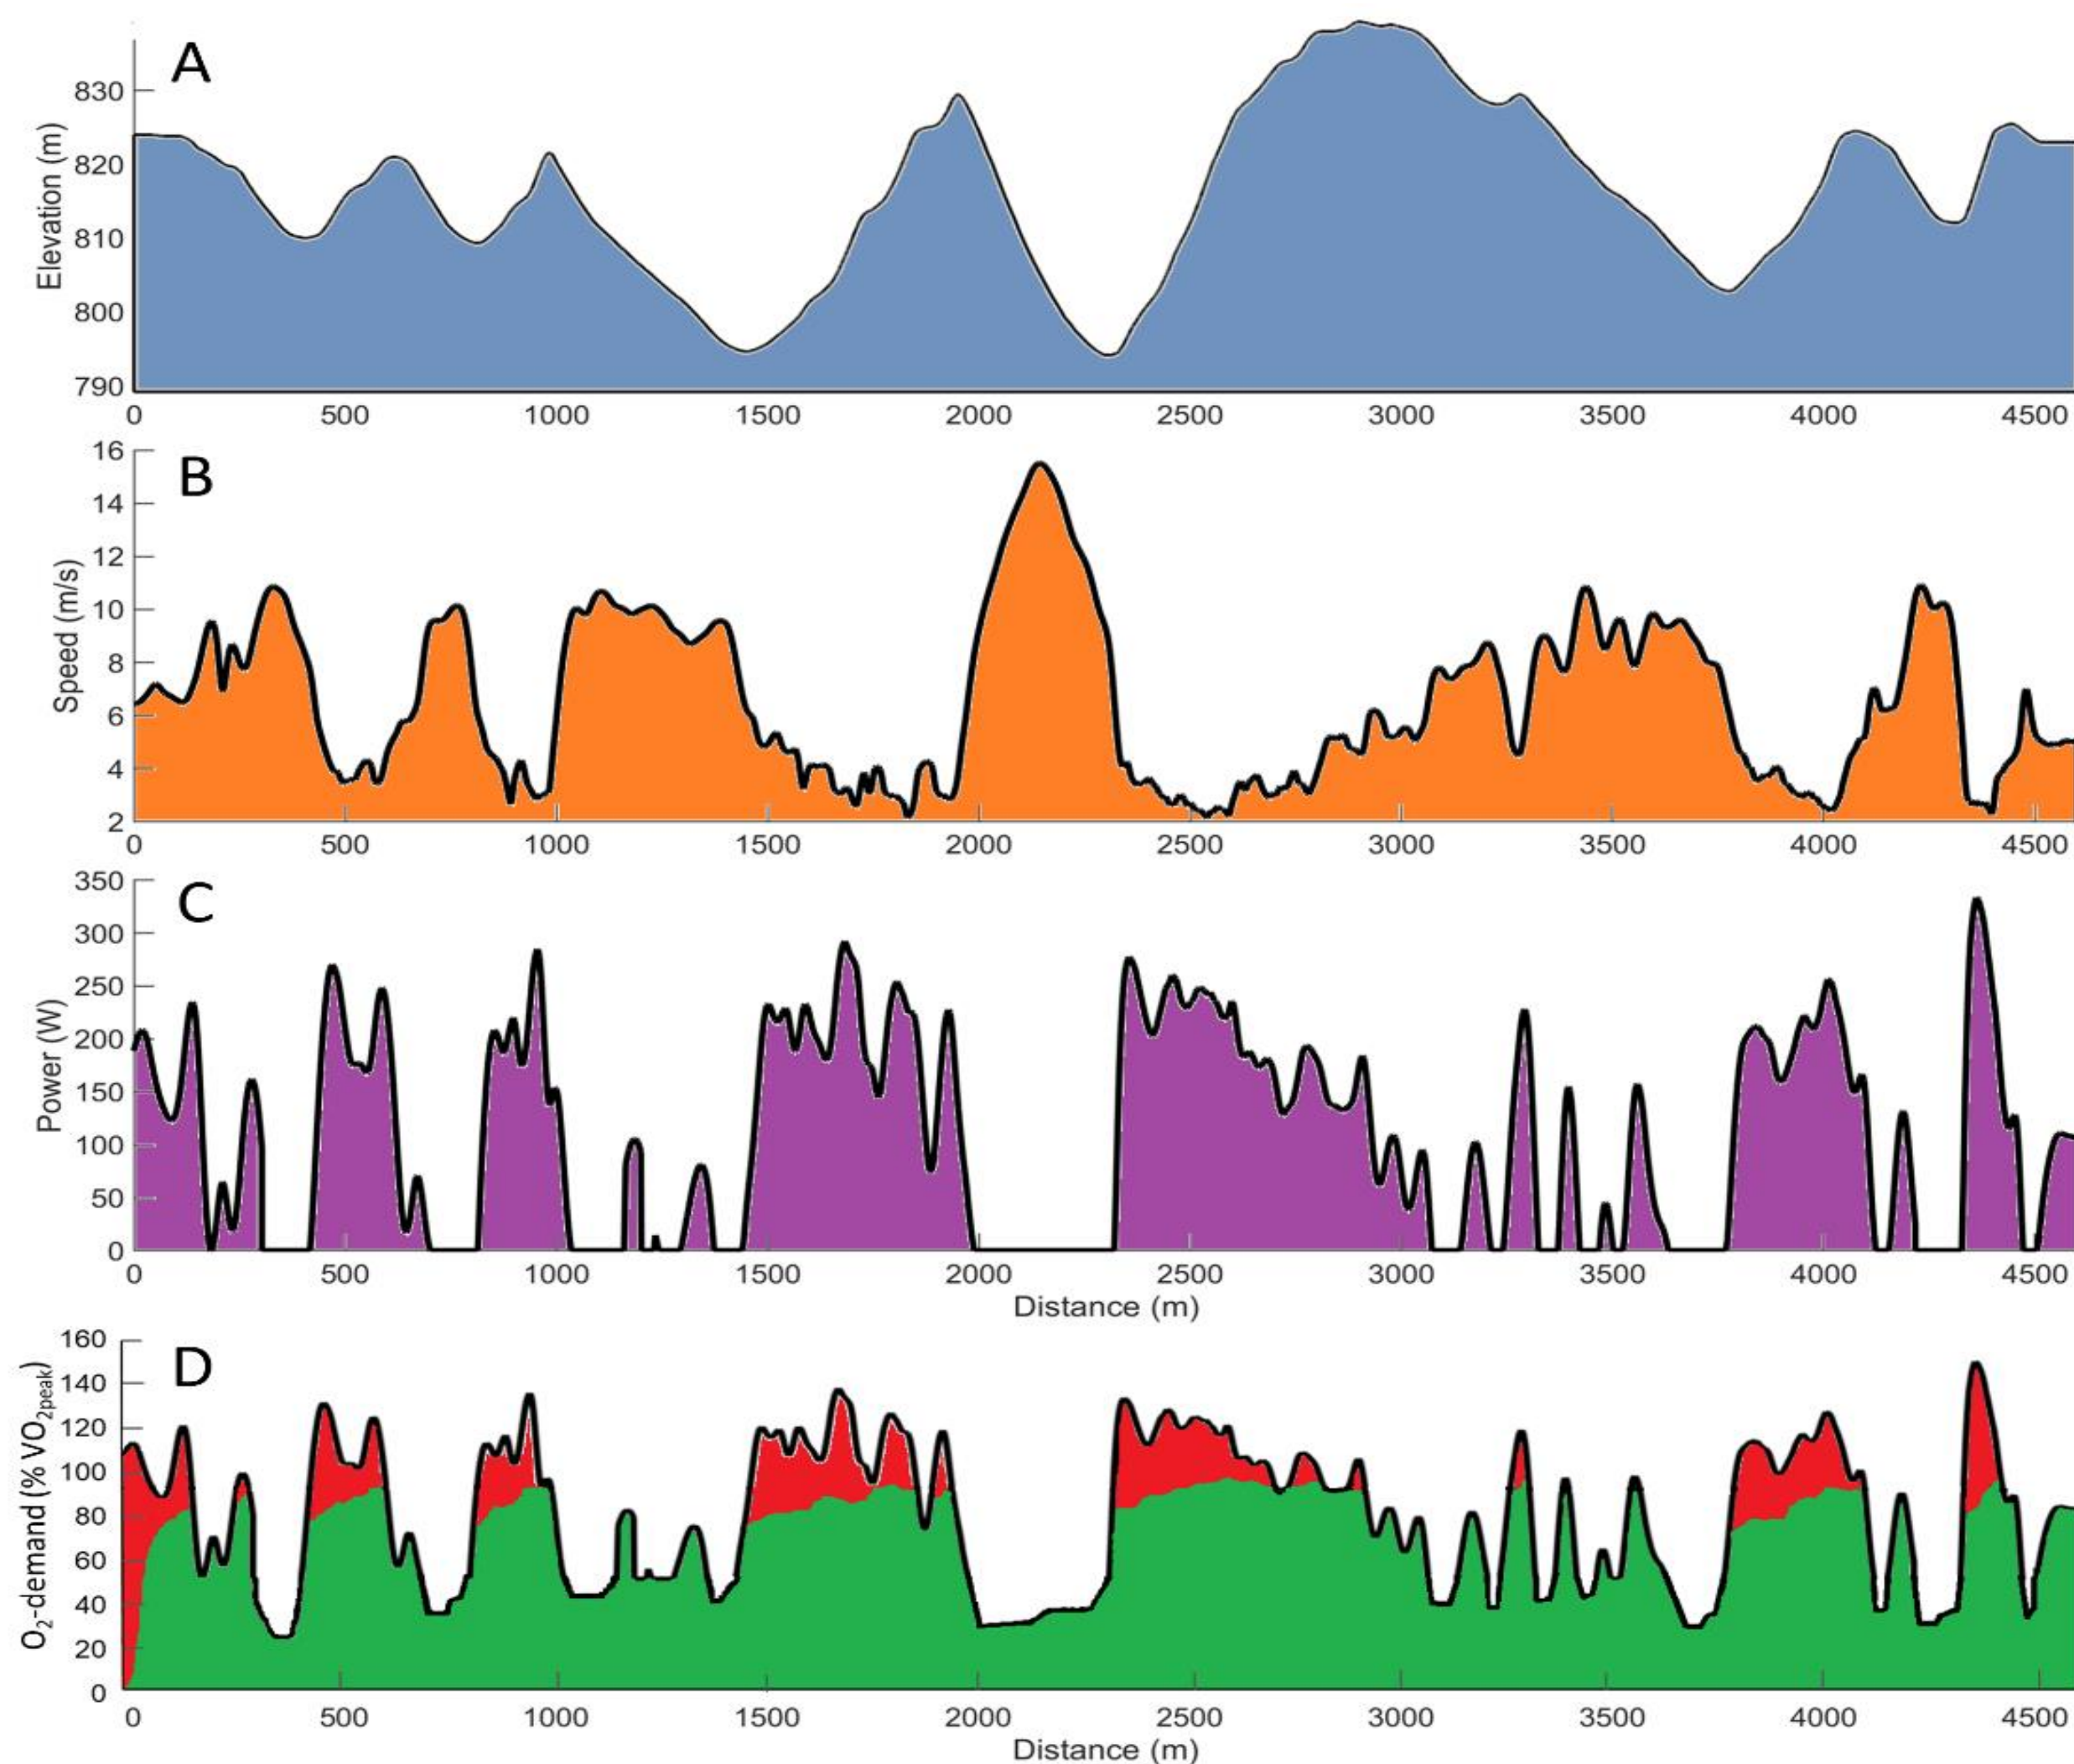 A
Elevation (m)
830
820
810
800
790
0 500 1000 1500 2000 2500 3000 3500 4000 4500
B
Speed (m/s)
16
14
12
10
8
6
4
2
0 500 1000 1500 2000 2500 3000 3500 4000 4500
C
Power (W)
350
300
250
200
150
100
50
0
0 500 1000 1500 2000 2500 3000 3500 4000 4500
Distance (m)
D
O₂-demand (% VO₂peak)
160
140
120
100
80
60
40
20
0
0 500 1000 1500 2000 2500 3000 3500 4000 4500
Distance (m)